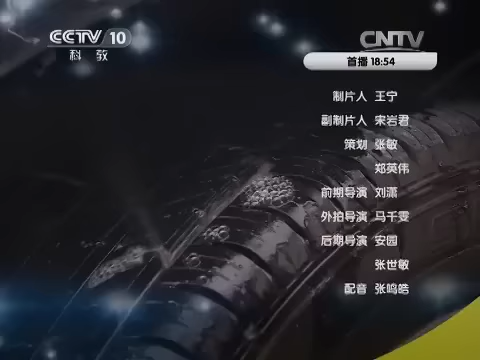 CCTV 10
科教
CNTV
首播 18:54
制片人 王宁
副制片人 宋岩君
策划 张敏
郑英伟
前期导演 刘潇
外拍导演 马千雯
后期导演 安园
张世敏
配音 张鸣皓